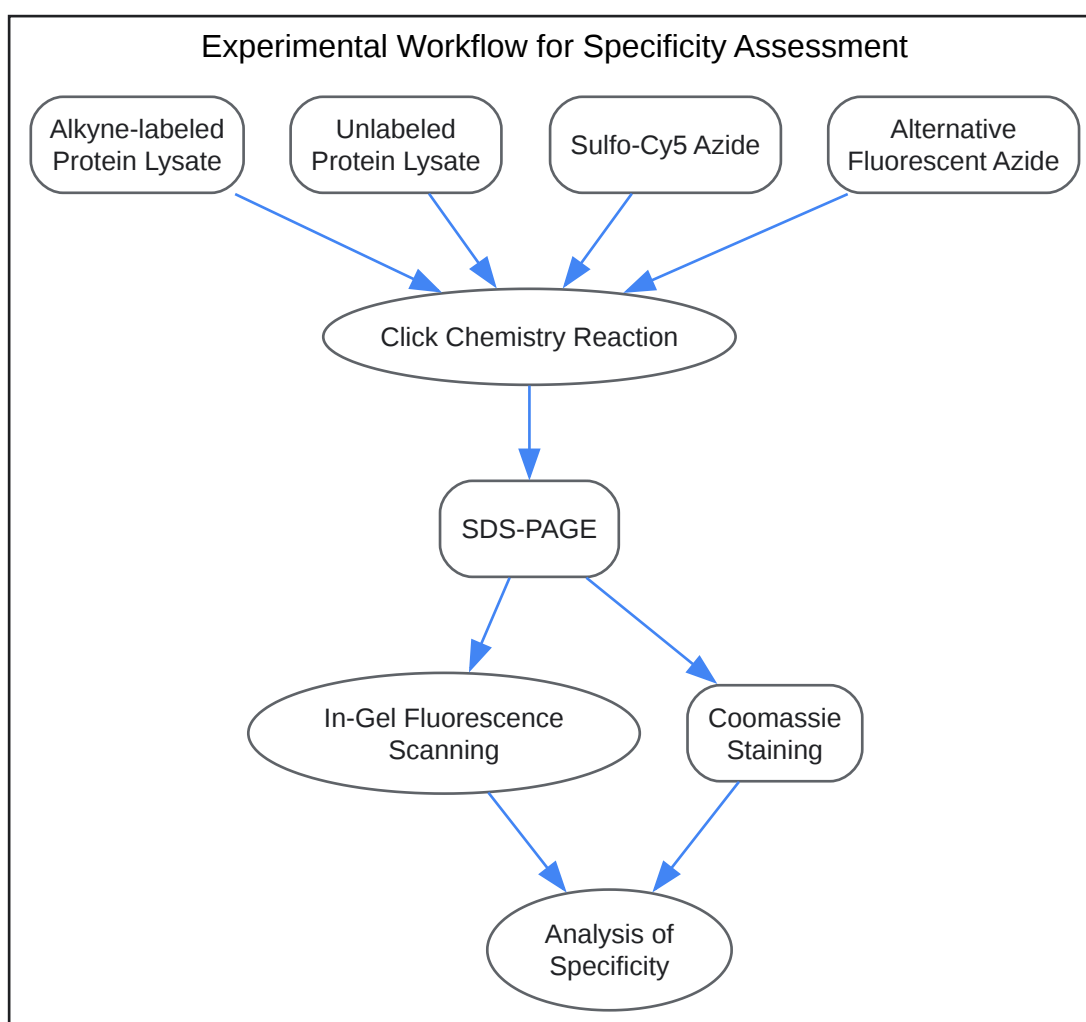 Experimental Workflow for Specificity Assessment
Alkyne-labeled
Protein Lysate
Unlabeled
Protein Lysate
Sulfo-Cy5 Azide
Alternative
Fluorescent Azide
Click Chemistry Reaction
SDS-PAGE
In-Gel Fluorescence
Scanning
Coomassie
Staining
Analysis of
Specificity